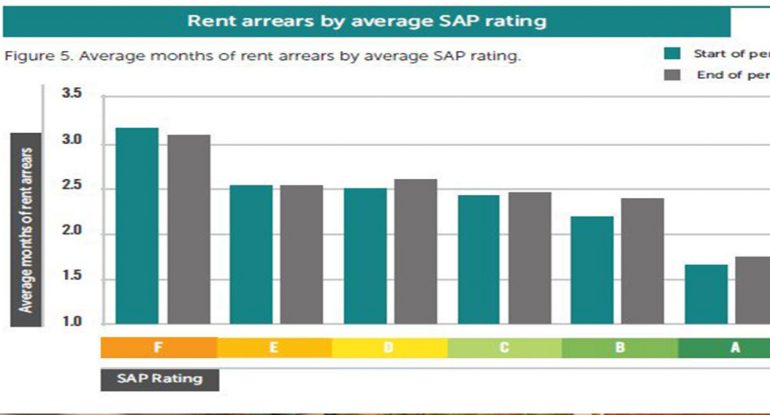 Rent arrears by average SAP rating
Figure 5. Average months of rent arrears by average SAP rating.
Start of per
End of per
Average months of rent arrears
3.5
3.0
2.5
2.0
1.5
1.0
F E D C B A
SAP Rating